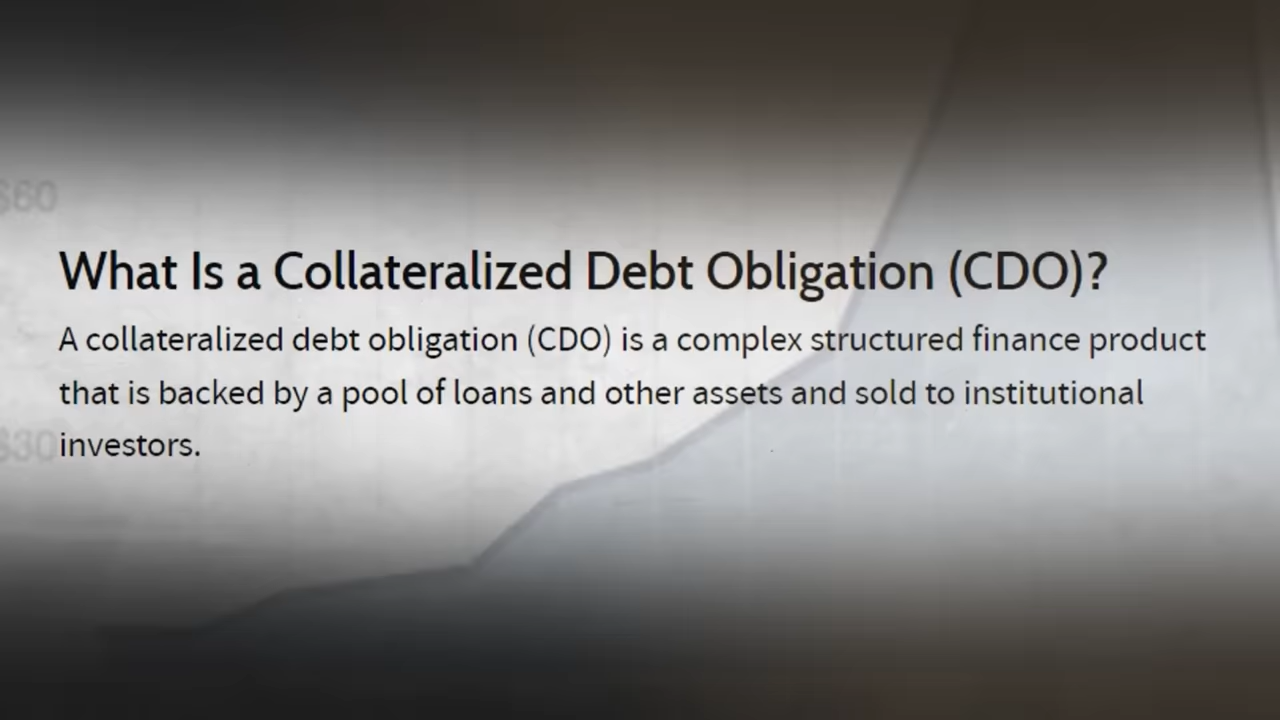 $60
What Is a Collateralized Debt Obligation (CDO)?
A collateralized debt obligation (CDO) is a complex structured finance product
that is backed by a pool of loans and other assets and sold to institutional
$30
investors.